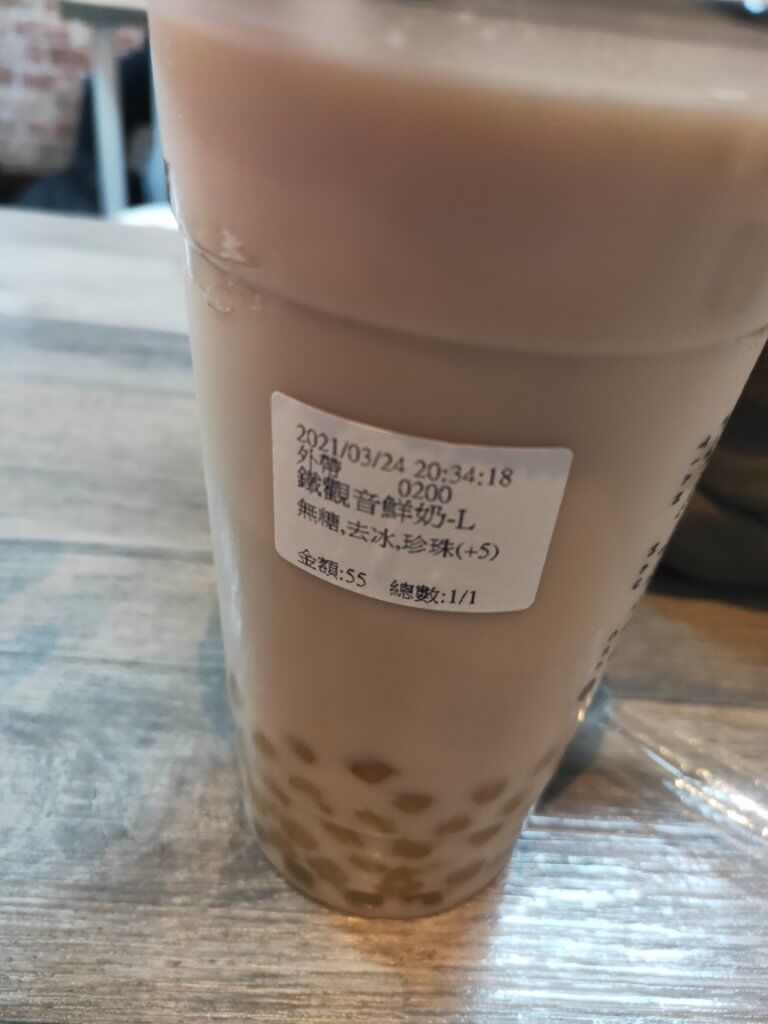 2021/03/24 20:34:18
外帶 0200
鐵觀音鮮奶-L
無糖,去冰,珍珠(+5)
金額:55 總數:1/1